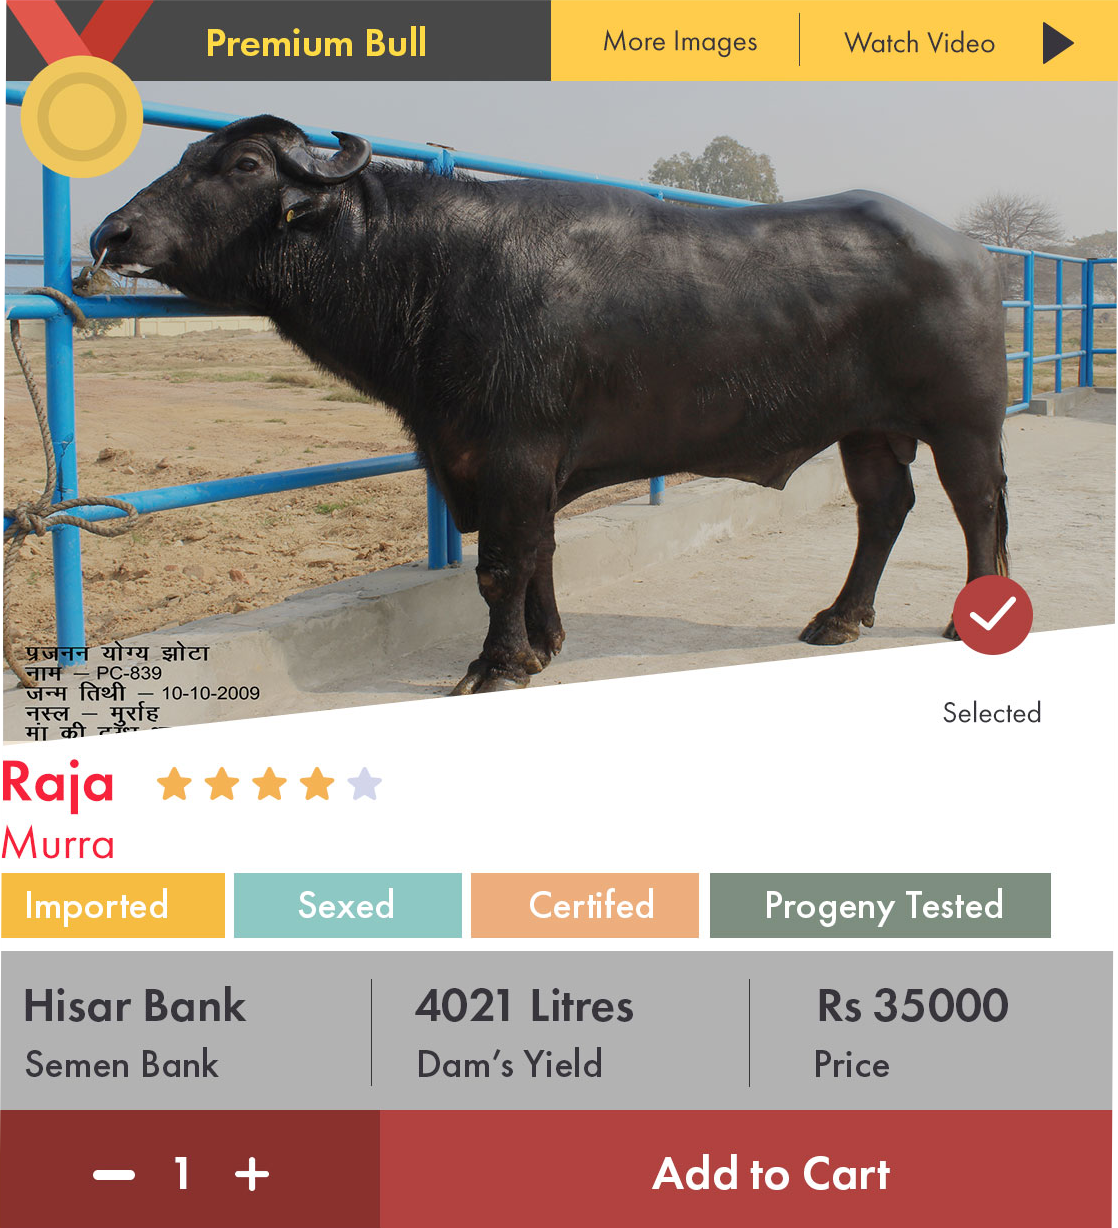 Premium Bull
More Images
Watch Video
प्रजनन योग्य झोटा
नाम – PC-839
जन्म तिथी – 10-10-2009
नस्ल – मुर्राह
मां की
Selected
Raja
Murra
Imported
Sexed
Certifed
Progeny Tested
Hisar Bank
4021 Litres
Rs 35000
Semen Bank
Dam's Yield
Price
1
Add to Cart